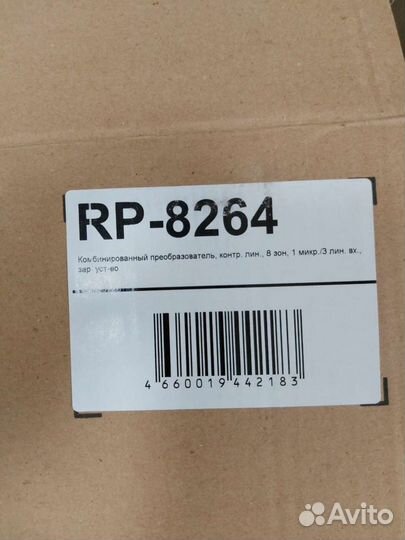 RP-8264
Комбинированный преобразователь, контр. лин., 8 зон, 1 микр./3 лин. вх.,
зар. уст-во
4 660019 442183
Avito